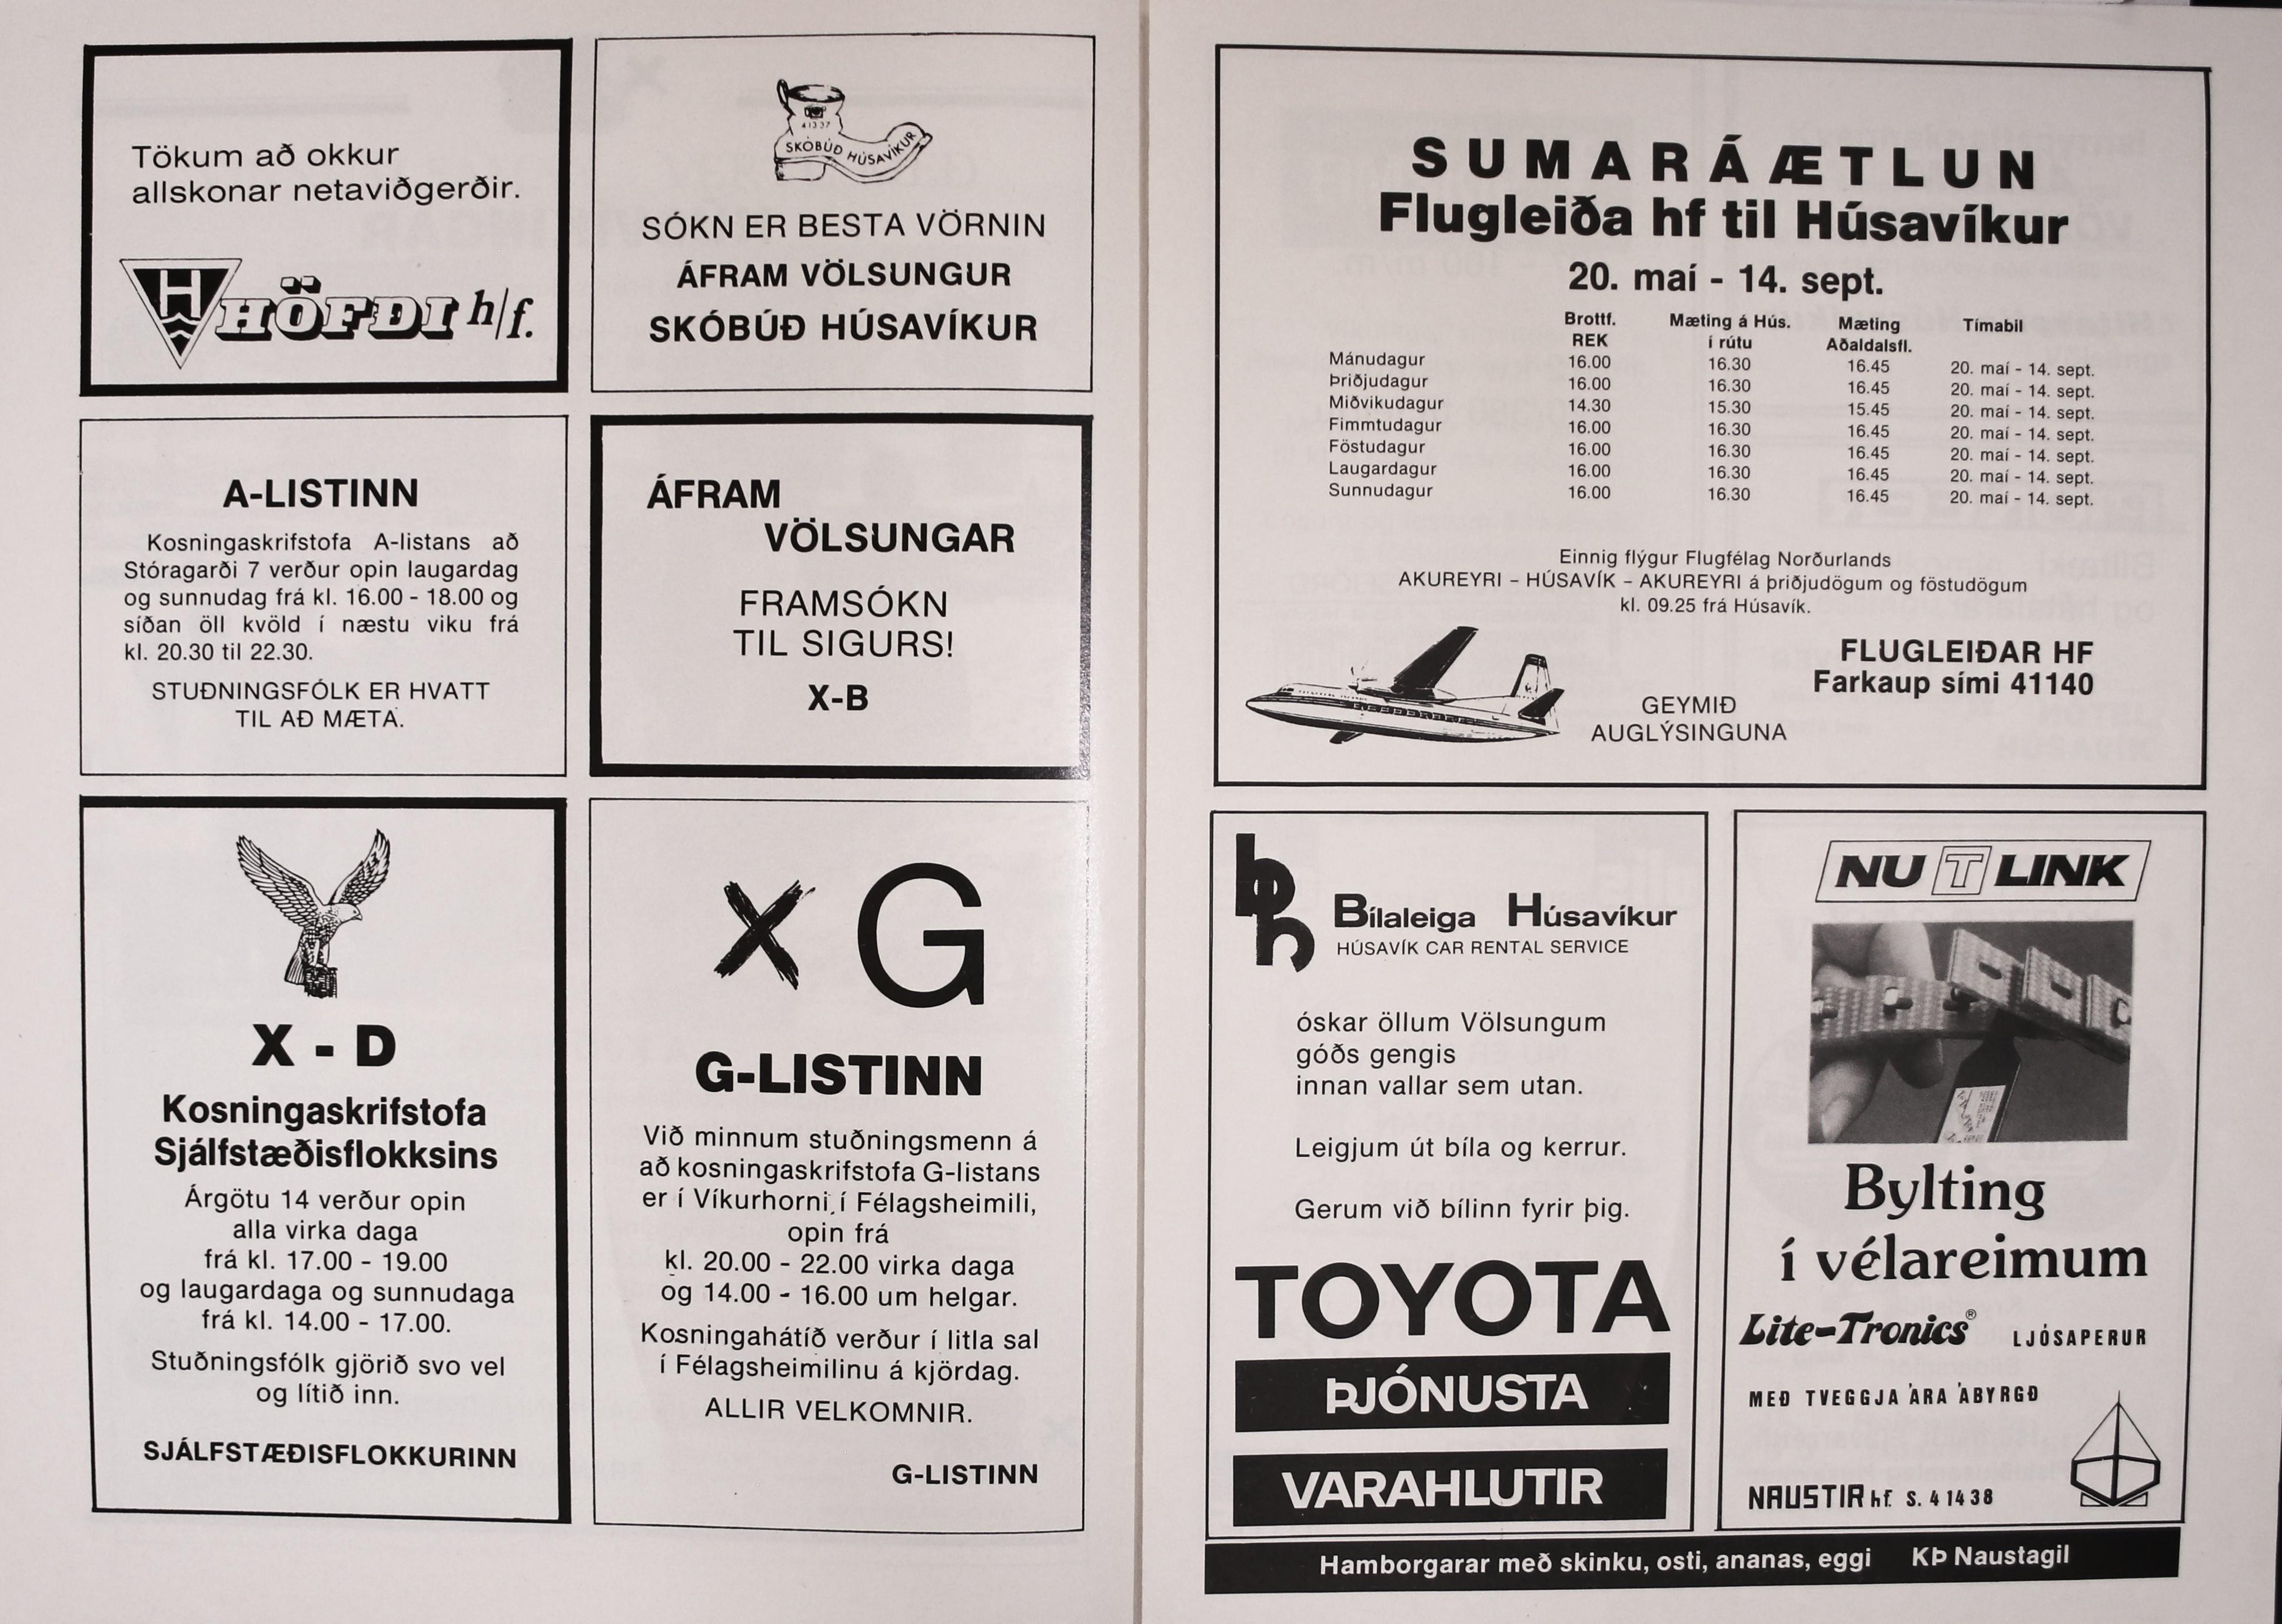 Tökum að okkur
allskonar netaviðgerðir.
H HÖFÐI h/f.
41337
SKÓBÚÐ HÚSAVÍKUR
SÓKN ER BESTA VÖRNIN
ÁFRAM VÖLSUNGUR
SKÓBÚÐ HÚSAVÍKUR
A-LISTINN
Kosningaskrifstofa A-listans að
Stóragarði 7 verður opin laugardag
og sunnudag frá kl. 16.00 - 18.00 og
síðan öll kvöld í næstu viku frá
kl. 20.30 til 22.30.
STUÐNINGSFÓLK ER HVATT
TIL AÐ MÆTA.
ÁFRAM
VÖLSUNGAR
FRAMSÓKN
TIL SIGURS!
X-B
X - D
Kosningaskrifstofa
Sjálfstæðisflokksins
Árgötu 14 verður opin
alla virka daga
frá kl. 17.00 - 19.00
og laugardaga og sunnudaga
frá kl. 14.00 - 17.00.
Stuðningsfólk gjörið svo vel
og lítið inn.
SJÁLFSTÆÐISFLOKKURINN
X G
G-LISTINN
Við minnum stuðningsmenn á
að kosningaskrifstofa G-listans
er í Víkurhorni í Félagsheimili,
opin frá
kl. 20.00 - 22.00 virka daga
og 14.00 - 16.00 um helgar.
Kosningahátíð verður í litla sal
í Félagsheimilinu á kjördag.
ALLIR VELKOMNIR.
G-LISTINN
SUMARÁÆTLUN
Flugleiða hf til Húsavíkur
20. maí - 14. sept.
Brottf. Mæting á Hús. Mæting Tímabil
REK í rútu Aðaldalsfl.
Mánudagur 16.00 16.30 16.45 20. maí - 14. sept.
Þriðjudagur 16.00 16.30 16.45 20. maí - 14. sept.
Miðvikudagur 14.30 15.30 15.45 20. maí - 14. sept.
Fimmtudagur 16.00 16.30 16.45 20. maí - 14. sept.
Föstudagur 16.00 16.30 16.45 20. maí - 14. sept.
Laugardagur 16.00 16.30 16.45 20. maí - 14. sept.
Sunnudagur 16.00 16.30 16.45 20. maí - 14. sept.
Einnig flýgur Flugfélag Norðurlands
AKUREYRI - HÚSAVÍK - AKUREYRI á þriðjudögum og föstudögum
kl. 09.25 frá Húsavík.
FLUGLEIÐAR HF
Farkaup sími 41140
GEYMIÐ
AUGLÝSINGUNA
bh
Bílaleiga Húsavíkur
HÚSAVÍK CAR RENTAL SERVICE
óskar öllum Völsungum
góðs gengis
innan vallar sem utan.
Leigjum út bíla og kerrur.
Gerum við bílinn fyrir þig.
TOYOTA
ÞJÓNUSTA
VARAHLUTIR
NU T LINK
Bylting
í vélareimum
Lite-Tronics® LJÓSAPERUR
MEÐ TVEGGJA ÁRA ÁBYRGÐ
NAUSTIR hf. S. 41438
Hamborgarar með skinku, osti, ananas, eggi KÞ Naustagil